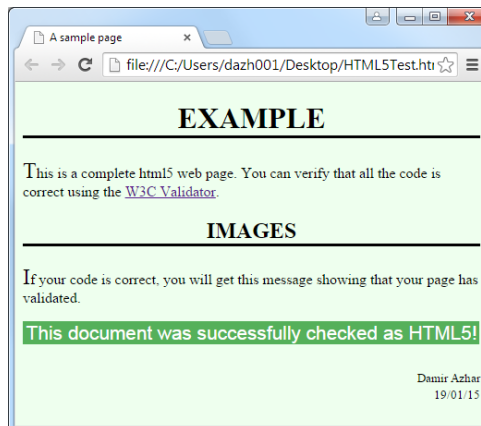 A sample page
file:///C:/Users/dazh001/Desktop/HTML5Test.htm
EXAMPLE
This is a complete html5 web page. You can verify that all the code is
correct using the W3C Validator.
IMAGES
If your code is correct, you will get this message showing that your page has
validated.
This document was successfully checked as HTML5!
Damir Azhar
19/01/15